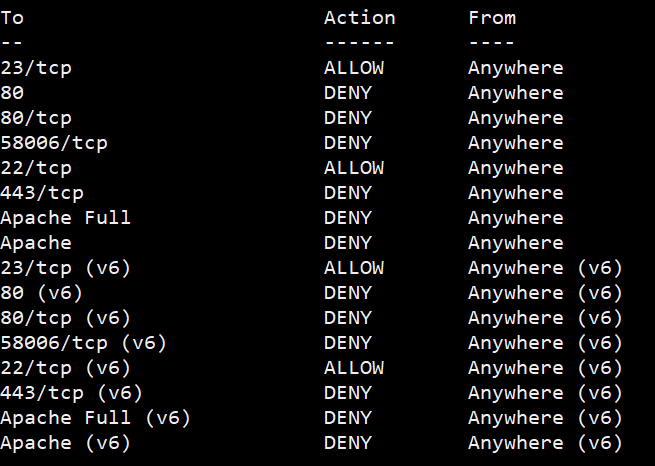 To Action From
-- ------ ----
23/tcp ALLOW Anywhere
80 DENY Anywhere
80/tcp DENY Anywhere
58006/tcp DENY Anywhere
22/tcp ALLOW Anywhere
443/tcp DENY Anywhere
Apache Full DENY Anywhere
Apache DENY Anywhere
23/tcp (v6) ALLOW Anywhere (v6)
80 (v6) DENY Anywhere (v6)
80/tcp (v6) DENY Anywhere (v6)
58006/tcp (v6) DENY Anywhere (v6)
22/tcp (v6) ALLOW Anywhere (v6)
443/tcp (v6) DENY Anywhere (v6)
Apache Full (v6) DENY Anywhere (v6)
Apache (v6) DENY Anywhere (v6)